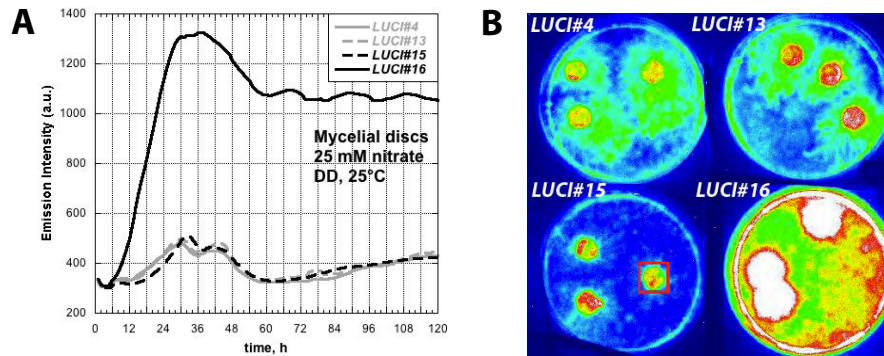 A
Emission Intensity (a.u.)
1400
1200
1000
800
600
400
200
LUCI#4
LUCI#13
LUCI#15
LUCI#16
Mycelial discs
25 mM nitrate
DD, 25°C
0 12 24 36 48 60 72 84 96 108 120
time, h
B
LUCI#4 LUCI#13
LUCI#15 LUCI#16